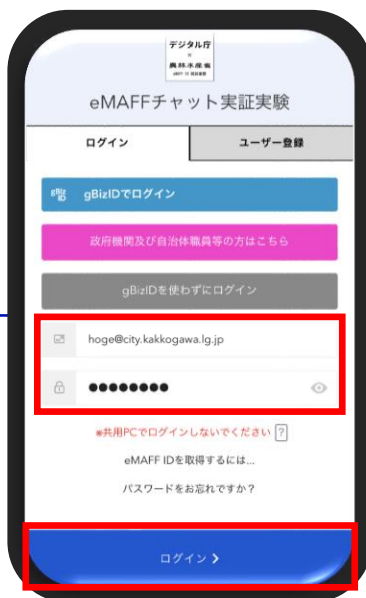 デジタル庁
×
農林水産省
eMAFFチャット実証実験
ログイン
ユーザー登録
gBiz ID
gBizIDでログイン
政府機関及び自治体職員等の方はこちら
gBizIDを使わずにログイン
hoge@city.kakkogawa.lg.jp
●●●●●●●●
※共用PCでログインしないでください ?
eMAFF IDを取得するには...
パスワードをお忘れですか？
ログイン >